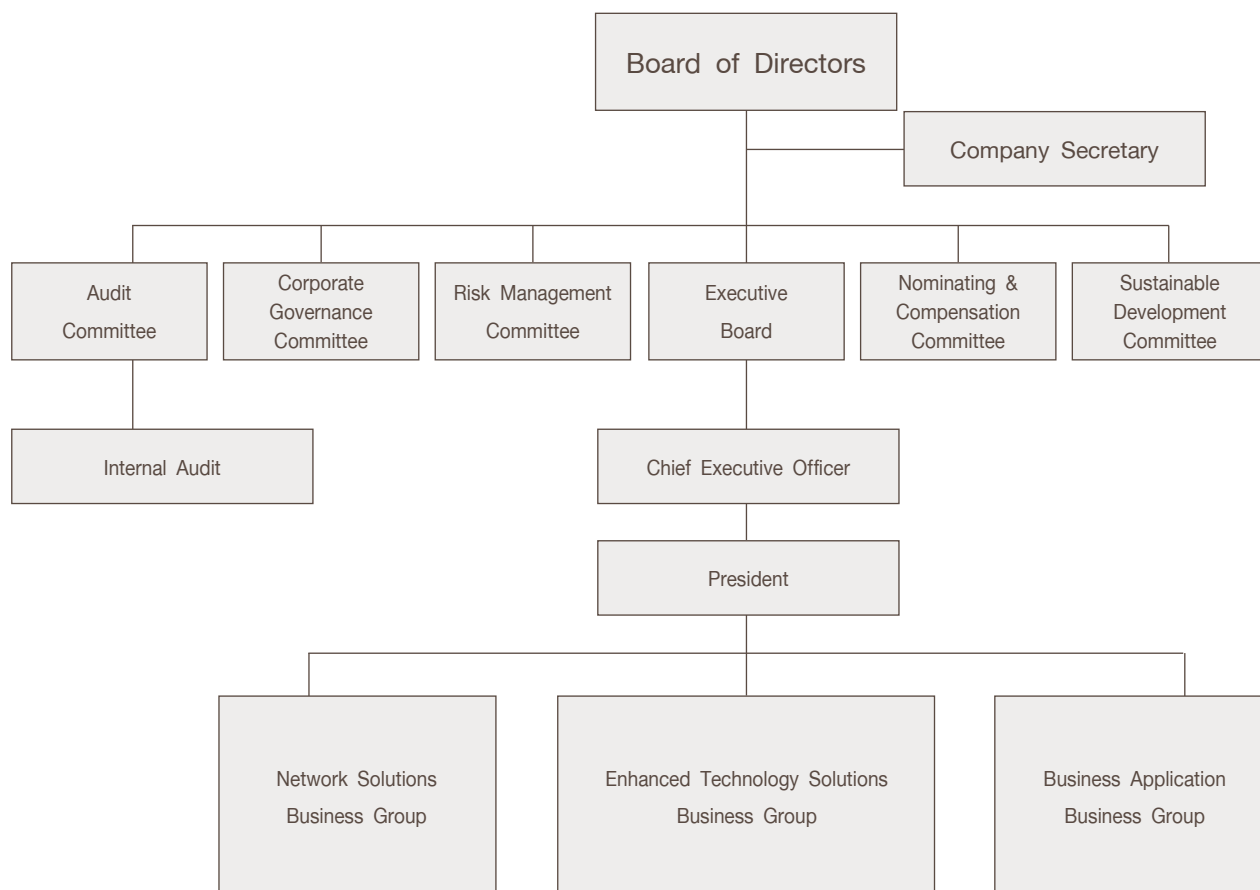 Board of Directors
Company Secretary
Audit
Committee
Corporate
Governance
Committee
Risk Management
Committee
Executive
Board
Nominating &
Compensation
Committee
Sustainable
Development
Committee
Internal Audit
Chief Executive Officer
President
Network Solutions
Business Group
Enhanced Technology Solutions
Business Group
Business Application
Business Group